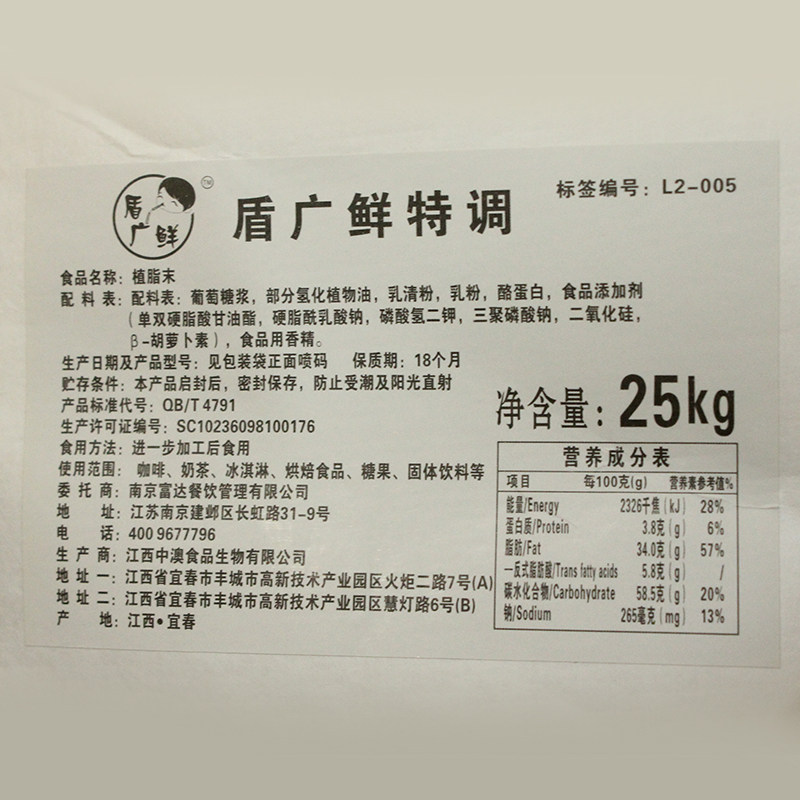 盾广鲜
TM
盾广鲜特调
标签编号：L2-005
食品名称：植脂末
配 料 表：配料表：葡萄糖浆，部分氢化植物油，乳清粉，乳粉，酪蛋白，食品添加剂
(单双硬脂酸甘油酯，硬脂酰乳酸钠，磷酸氢二钾，三聚磷酸钠，二氧化硅，
β-胡萝卜素)，食品用香精。
生产日期及产品型号：见包装袋正面喷码 保质期：18个月
贮存条件：本产品启封后，密封保存，防止受潮及阳光直射
产品标准代号：QB/T 4791
生产许可证编号：SC10236098100176
食用方法：进一步加工后食用
使用范围：咖啡、奶茶、冰淇淋、烘焙食品、糖果、固体饮料等
委 托 商：南京富达餐饮管理有限公司
地 址：江苏南京建邺区长虹路31-9号
电 话：400 9677796
生 产 商：江西中澳食品生物有限公司
地 址 一：江西省宜春市丰城市高新技术产业园区火炬二路7号(A)
地 址 二：江西省宜春市丰城市高新技术产业园区慧灯路6号(B)
产 地：江西•宜春
净含量：25kg
营养成分表
项目 每100克(g) 营养素参考值%
能量/Energy 2326千焦(kJ) 28%
蛋白质/Protein 3.8克(g) 6%
脂肪/Fat 34.0克(g) 57%
一反式脂肪酸/Trans fatty acids 5.8克(g) /
碳水化合物/Carbohydrate 58.5克(g) 20%
钠/Sodium 265毫克(mg) 13%